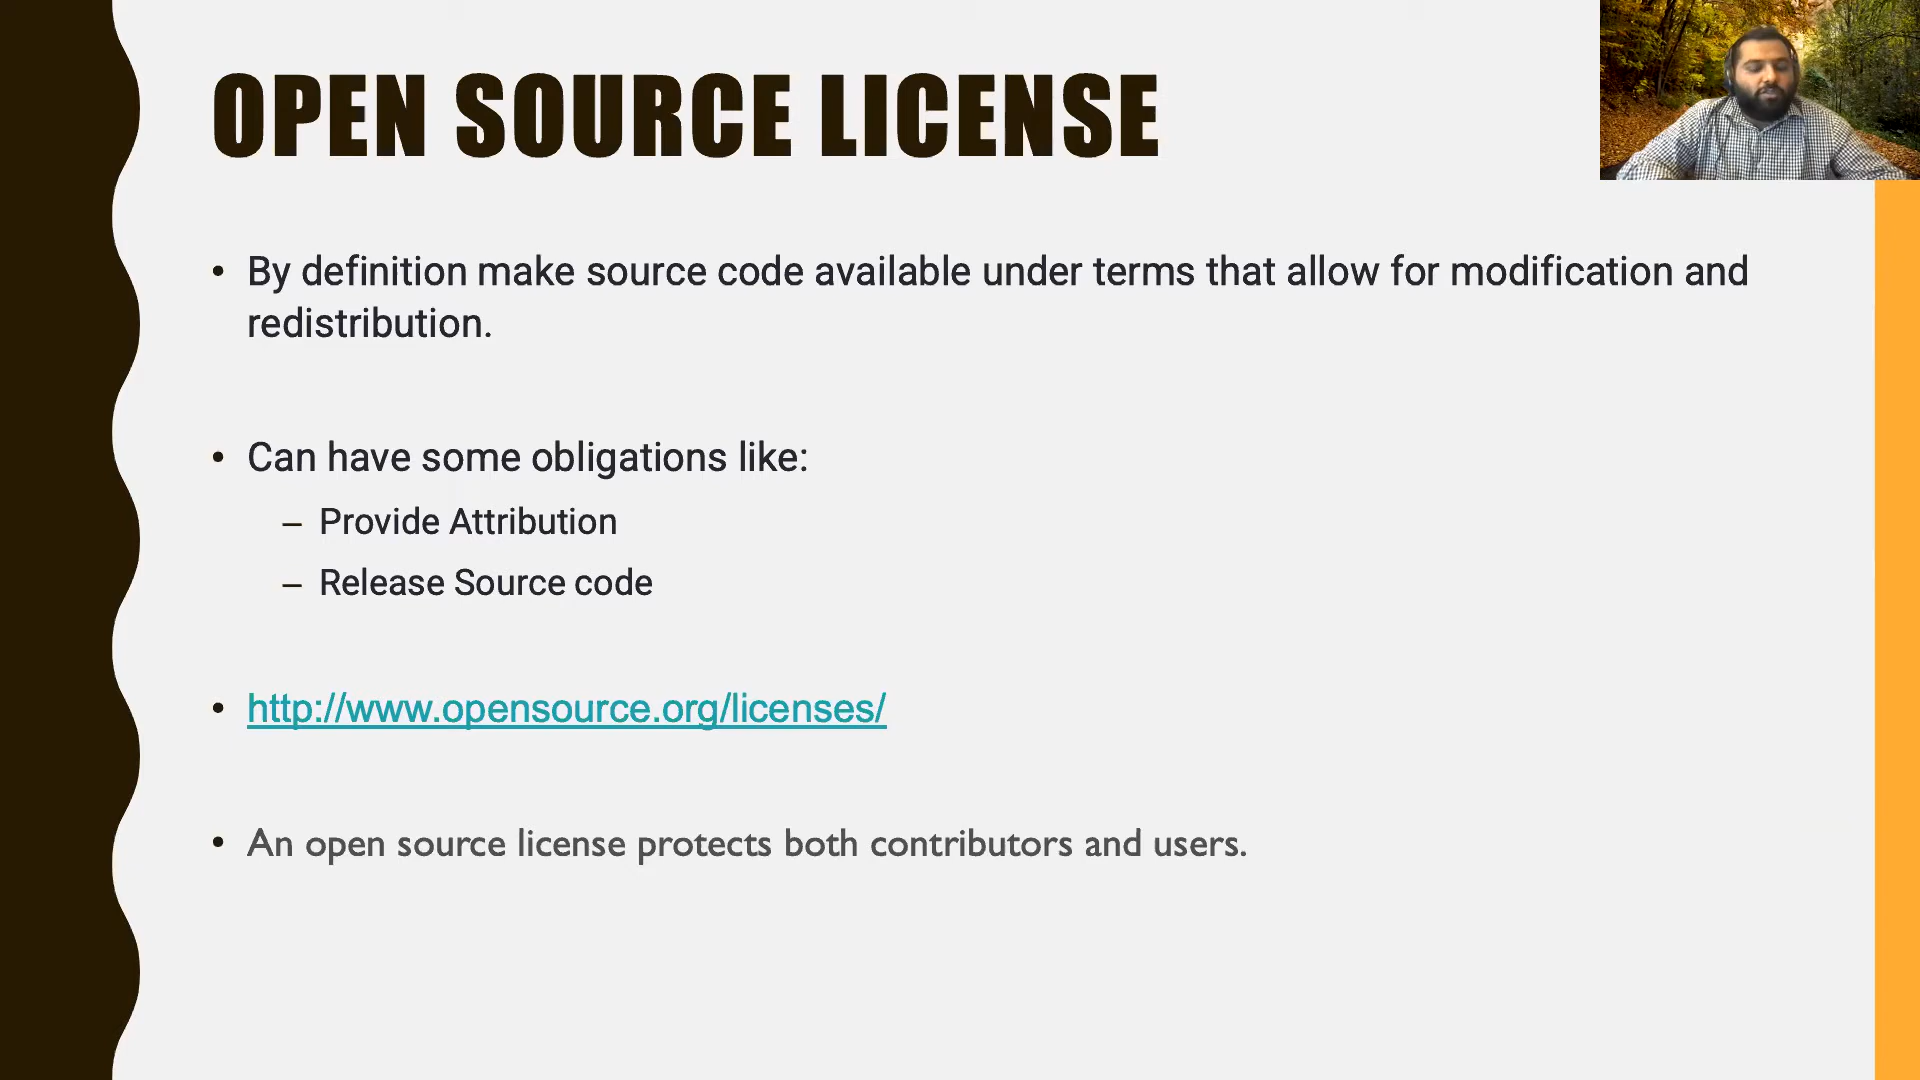 OPEN SOURCE LICENSE
• By definition make source code available under terms that allow for modification and
redistribution.
• Can have some obligations like:
– Provide Attribution
– Release Source code
• http://www.opensource.org/licenses/
• An open source license protects both contributors and users.